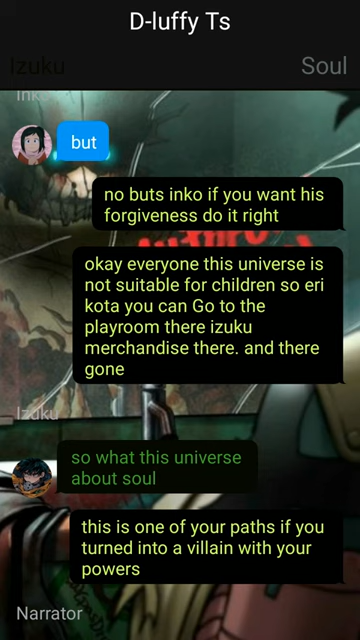 D-luffy Ts
Izuku
Soul
Inko
but
no buts inko if you want his
forgiveness do it right
okay everyone this universe is
not suitable for children so eri
kota you can Go to the
playroom there izuku
merchandise there. and there
gone
Izuku
so what this universe
about soul
this is one of your paths if you
turned into a villain with your
powers
Narrator